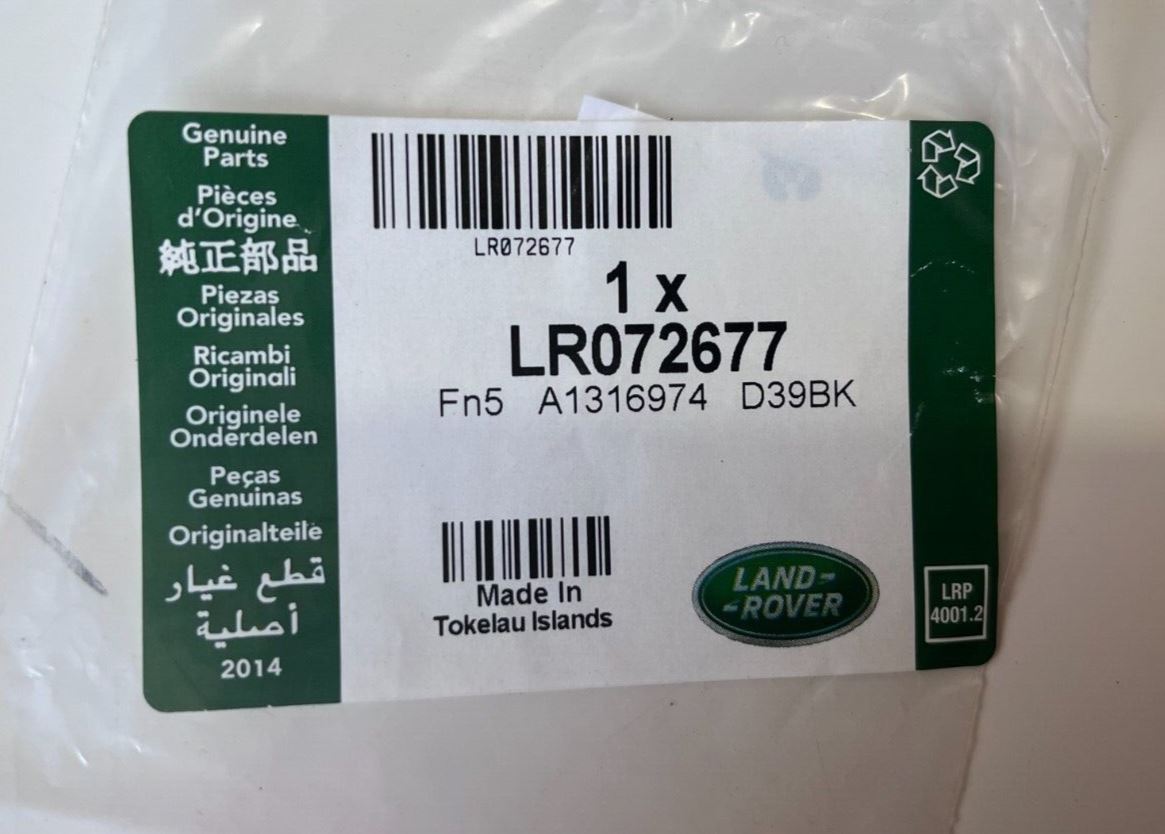 Genuine
Parts
Pièces
d'Origine
純正部品
Piezas
Originales
Ricambi
Originali
Originele
Onderdelen
Peças
Genuinas
Originalteile
قطع غيار
أصلية
2014
LR072677
1 x
LR072677
Fn5 A1316974 D39BK
Made In
Tokelau Islands
LAND-
-ROVER
LRP
4001.2